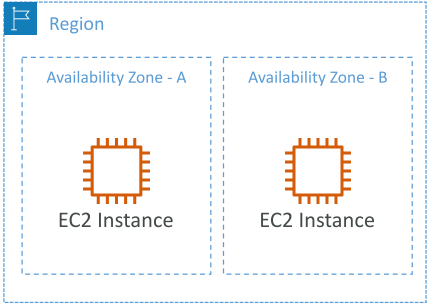 Region
Availability Zone - A
Availability Zone - B
EC2 Instance
EC2 Instance